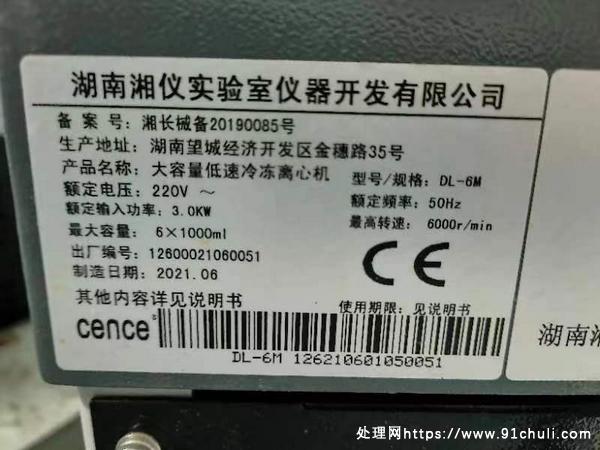 湖南湘仪实验室仪器开发有限公司
备 案 号: 湘长械备20190085号
生产地址: 湖南望城经济开发区金穗路35号
产品名称: 大容量低速冷冻离心机 型号/规格: DL-6M
额定电压: 220V ~ 额定频率: 50Hz
额定输入功率: 3.0KW 最高转速: 6000r/min
最大容量: 6×1000ml
出厂编号: 12600021060051
制造日期: 2021.06
CE
其他内容详见说明书 使用期限: 见说明书
cence
DL-6M 126210601050051
湖南湘
处理网https://www.91chuli.com/